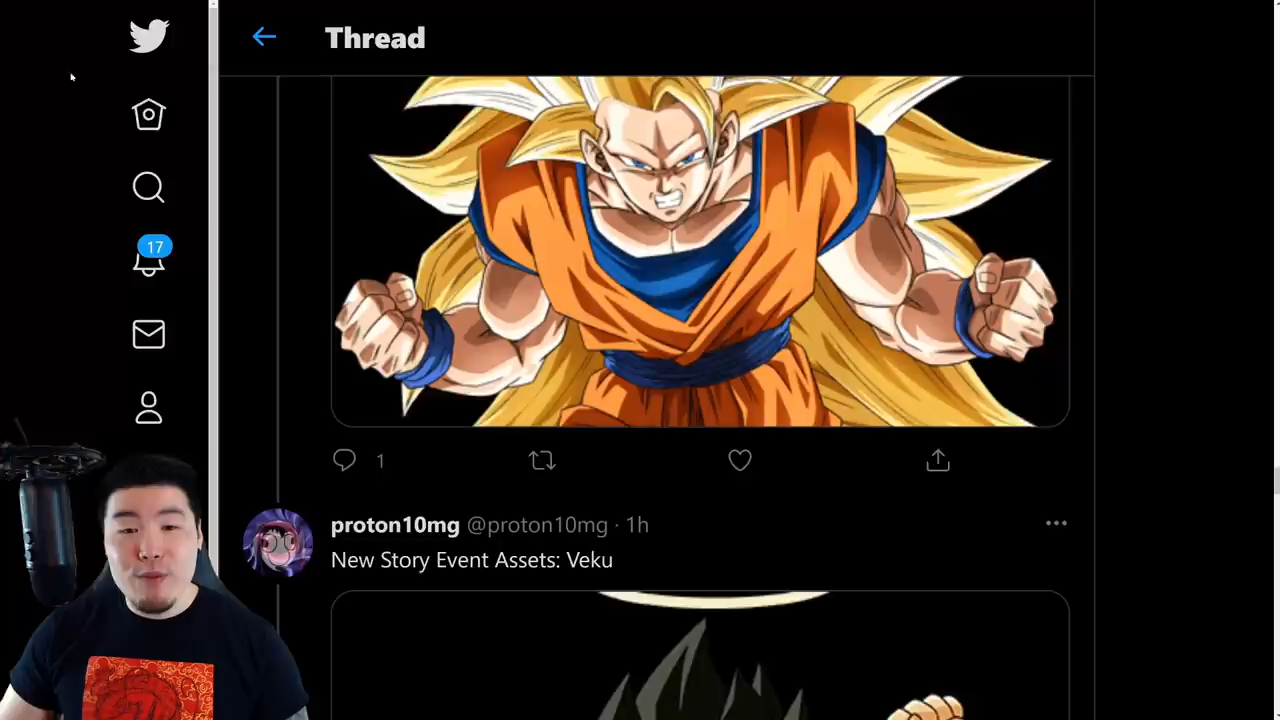 Thread
17
1
proton10mg @proton10mg · 1h
New Story Event Assets: Veku